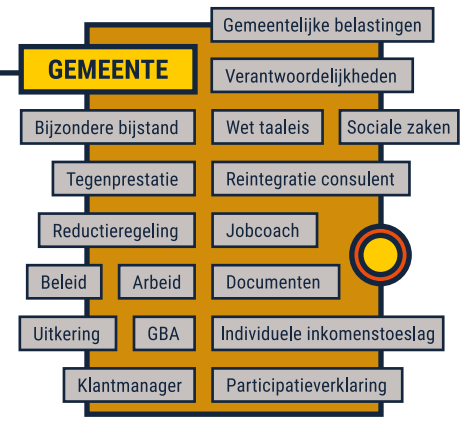 Gemeentelijke belastingen
GEMEENTE
Verantwoordelijkheden
Bijzondere bijstand
Wet taaleis
Sociale zaken
Tegenprestatie
Reintegratie consulent
Reductieregeling
Jobcoach
Beleid
Arbeid
Documenten
Uitkering
GBA
Individuele inkomenstoeslag
Klantmanager
Participatieverklaring